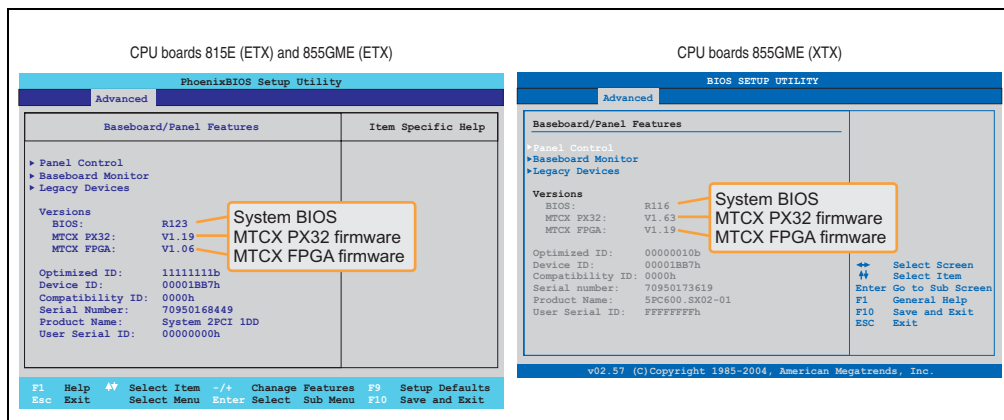 CPU boards 815E (ETX) and 855GME (ETX)
PhoenixBIOS Setup Utility
Advanced
Baseboard/Panel Features
Item Specific Help
Panel Control
Baseboard Monitor
Legacy Devices
Versions
BIOS: R123
MTCX PX32: V1.19
MTCX FPGA: V1.06
System BIOS
MTCX PX32 firmware
MTCX FPGA firmware
Optimized ID: 11111111b
Device ID: 00001BB7h
Compatibility ID: 0000h
Serial Number: 70950168449
Product Name: System 2PCI 1DD
User Serial ID: 00000000h
F1 Help Select Item -/+ Chanage Features F9 Setup Defaults
Esc Exit Select Menu Enter Select Sub Menu F10 Save and Exit
CPU boards 855GME (XTX)
BIOS SETUP UTILITY
Advanced
Baseboard/Panel Features
Panel Control
Baseboard Monitor
Legacy Devices
Versions
BIOS: R116
MTCX PX32: V1.63
MTCX FPGA: V1.19
System BIOS
MTCX PX32 firmware
MTCX FPGA firmware
Optimized ID: 00000010b
Device ID: 00001BB7h
Compatibility ID: 0000h
Serial number: 70950173619
Product Name: 5PC600.SX02-01
User Serial ID: FFFFFFFFh
Select Screen
Select Item
Enter Go to Sub Screen
F1 General Help
F10 Save and Exit
ESC Exit
v02.57 (C)Copyright 1985-2004, American Megatrends, Inc.